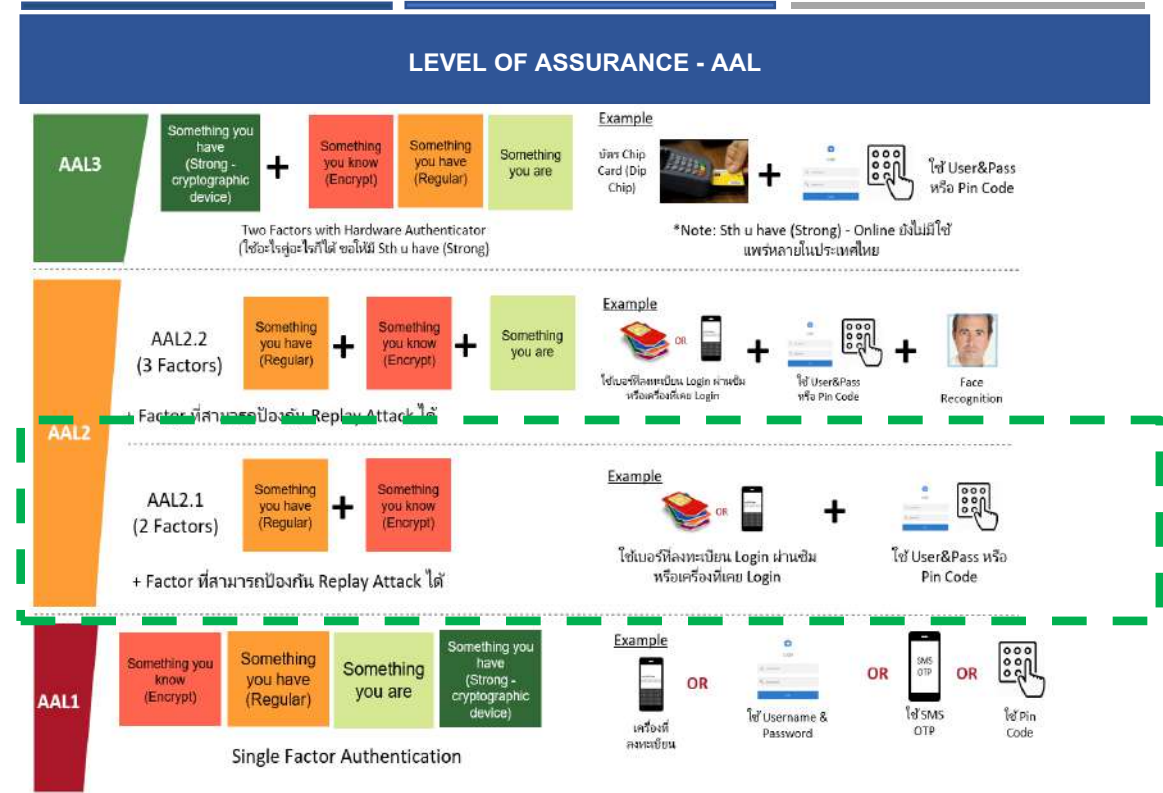 LEVEL OF ASSURANCE - AAL
AAL3
Something you
have
(Strong -
cryptographic
device)
+
Something
you know
(Encrypt)
Something
you have
(Regular)
Something
you are
Two Factors with Hardware Authenticator
(ใช้อะไรคู่อะไรก็ได้ ขอให้มี Sth u have (Strong)
Example
บัตร Chip
Card (Dip
Chip)
+
ใช้ User&Pass
หรือ Pin Code
*Note: Sth u have (Strong) - Online ยังไม่มีใช้
แพร่หลายในประเทศไทย
AAL2
AAL2.2
(3 Factors)
Something
you have
(Regular)
+
Something
you know
(Encrypt)
+
Something
you are
+ Factor ที่สามารถป้องกัน Replay Attack ได้
Example
OR
+
+
ใช้เบอร์ที่ลงทะเบียน Login ผ่านซิม
หรือเครื่องที่เคย Login
ใช้ User&Pass
หรือ Pin Code
Face
Recognition
AAL2.1
(2 Factors)
Something
you have
(Regular)
+
Something
you know
(Encrypt)
+ Factor ที่สามารถป้องกัน Replay Attack ได้
Example
OR
+
ใช้เบอร์ที่ลงทะเบียน Login ผ่านซิม
หรือเครื่องที่เคย Login
ใช้ User&Pass หรือ
Pin Code
AAL1
Something you
know
(Encrypt)
Something
you have
(Regular)
Something
you are
Something you
have
(Strong -
cryptographic
device)
Single Factor Authentication
Example
OR
OR
SMS
OTP
OR
เครื่องที่
ลงทะเบียน
ใช้ Username &
Password
ใช้ SMS
OTP
ใช้ Pin
Code